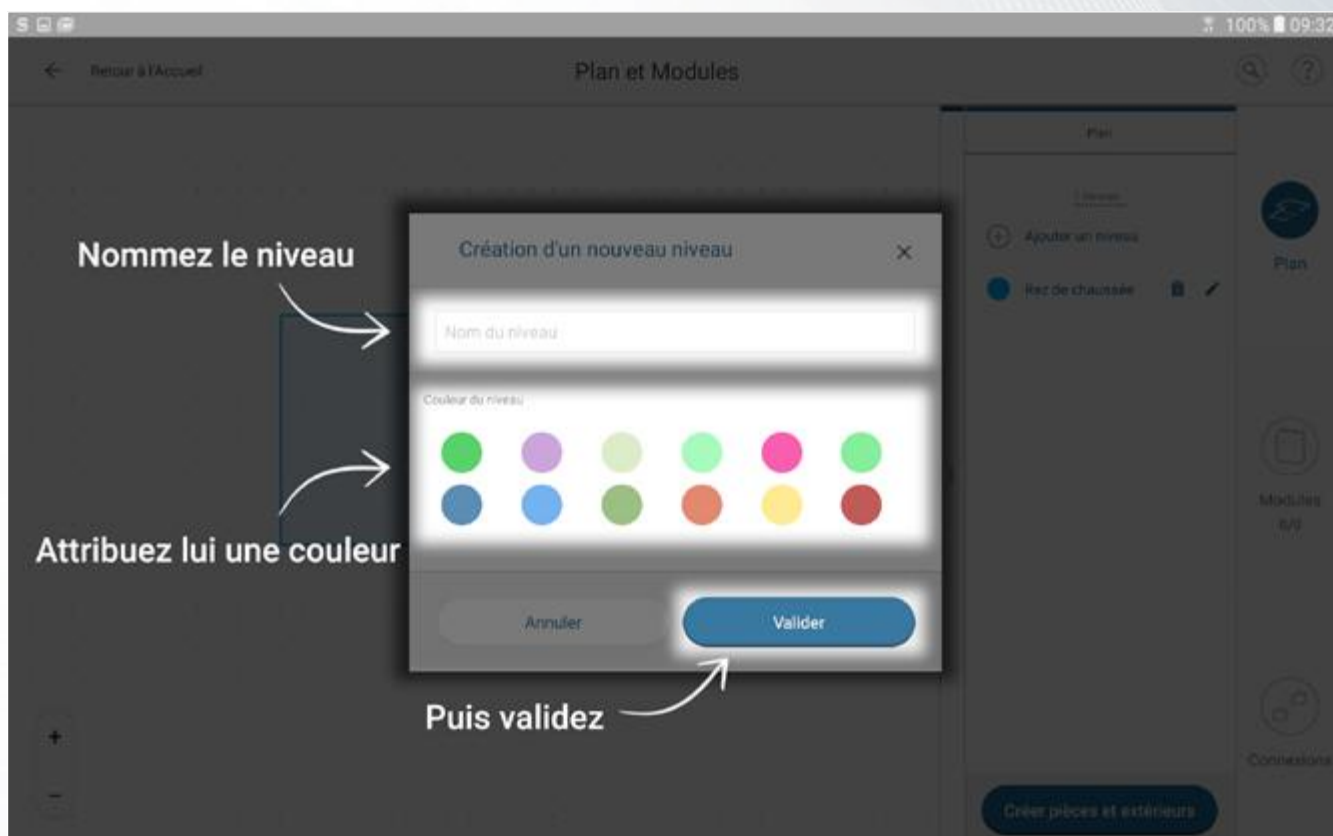 S
100% 09:32
Retour à l'Accueil
Plan et Modules
?
Plan
Ajouter un niveau
Rez de chaussée
Plan
Nommez le niveau
Création d'un nouveau niveau
Nom du niveau
Couleur du niveau
Attribuez lui une couleur
Modules
0/0
Annuler
Valider
Puis validez
+
-
Connexions
Créer pièces et extérieurs